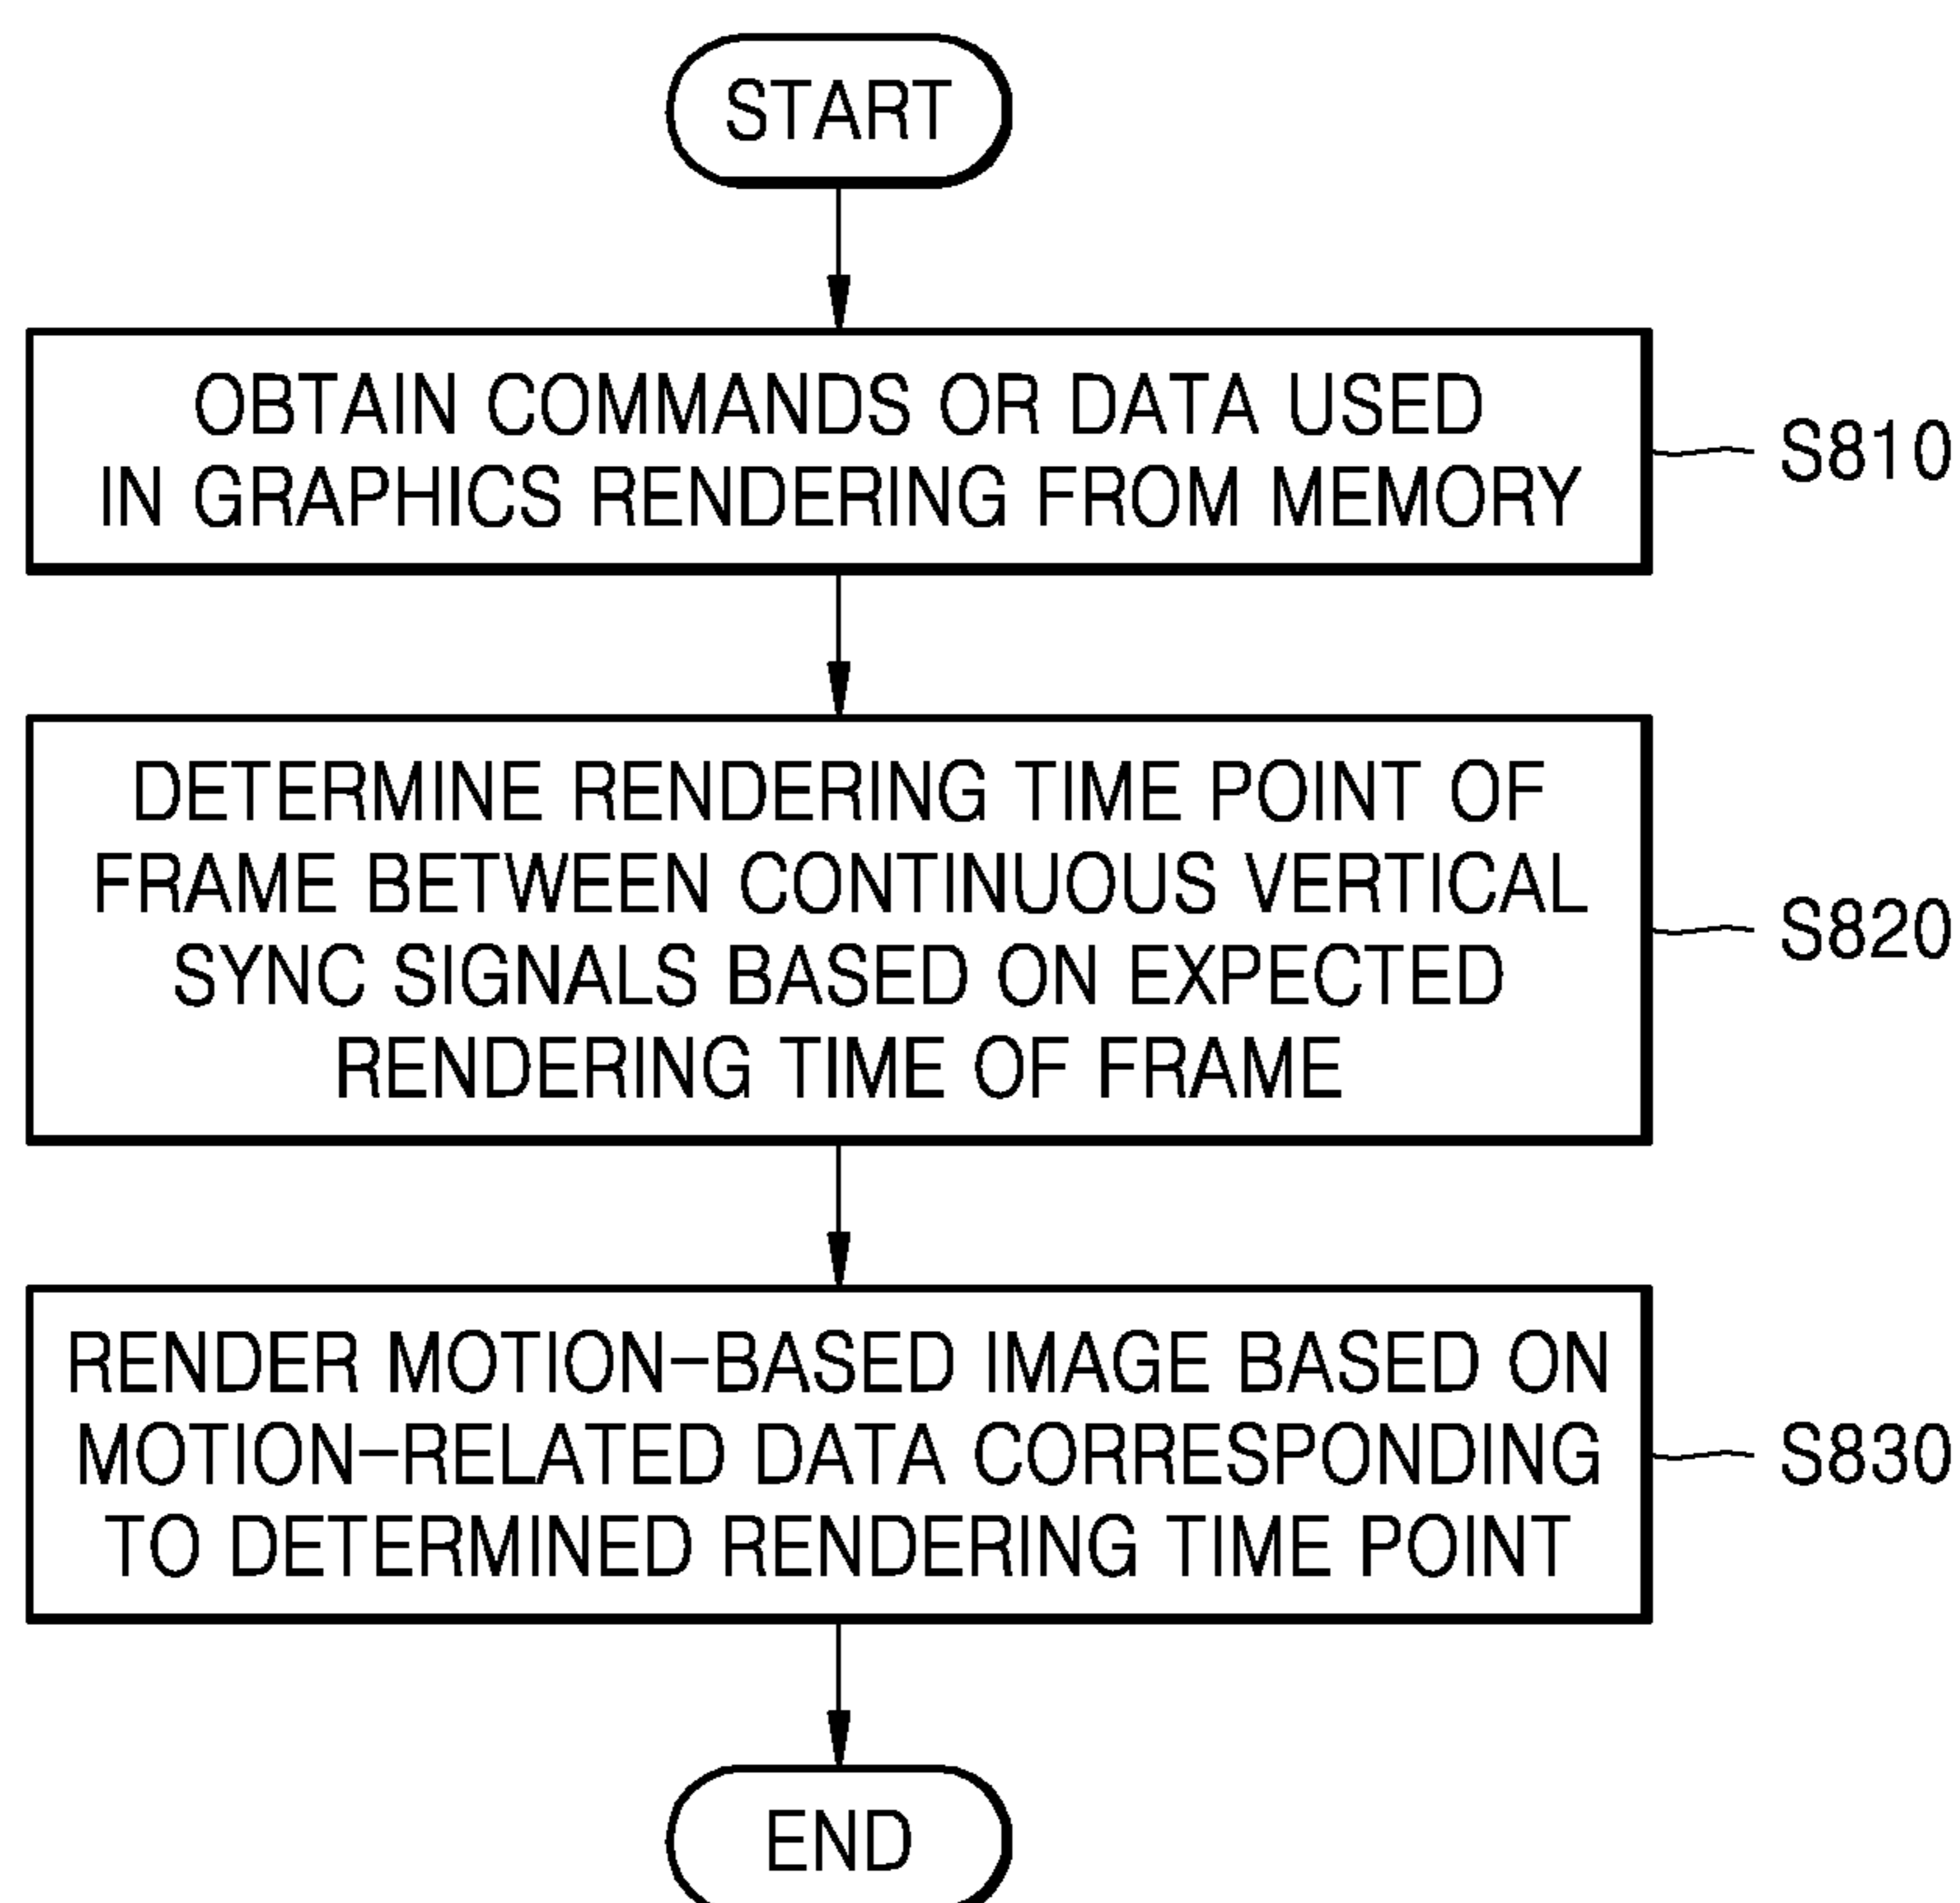 START
OBTAIN COMMANDS OR DATA USED
IN GRAPHICS RENDERING FROM MEMORY
S810
DETERMINE RENDERING TIME POINT OF
FRAME BETWEEN CONTINUOUS VERTICAL
SYNC SIGNALS BASED ON EXPECTED
RENDERING TIME OF FRAME
S820
RENDER MOTION-BASED IMAGE BASED ON
MOTION-RELATED DATA CORRESPONDING
TO DETERMINED RENDERING TIME POINT
S830
END